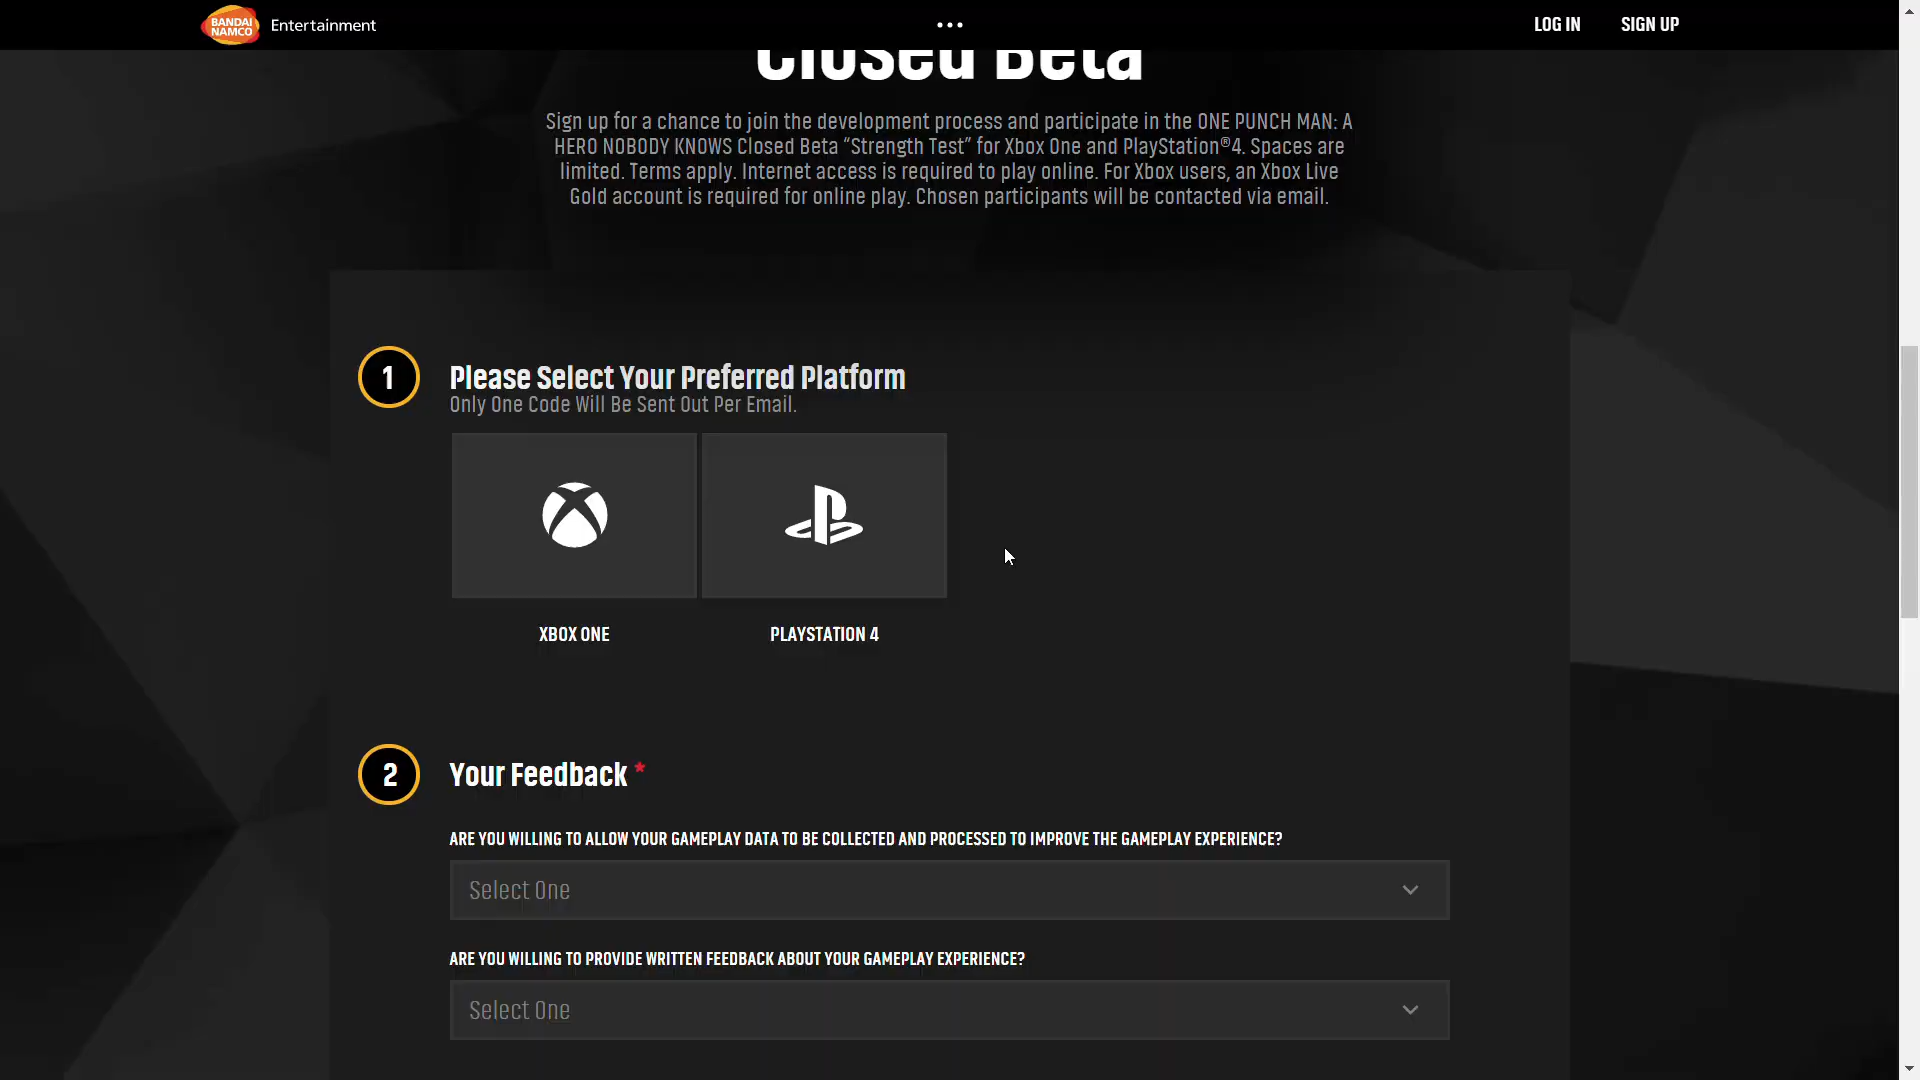 BANDAI
NAMCO
Entertainment
LOG IN
SIGN UP
Closed Beta
Sign up for a chance to join the development process and participate in the ONE PUNCH MAN: A
HERO NOBODY KNOWS Closed Beta “Strength Test” for Xbox One and PlayStation®4. Spaces are
limited. Terms apply. Internet access is required to play online. For Xbox users, an Xbox Live
Gold account is required for online play. Chosen participants will be contacted via email.
1
Please Select Your Preferred Platform
Only One Code Will Be Sent Out Per Email.
XBOX ONE
PLAYSTATION 4
2
Your Feedback *
ARE YOU WILLING TO ALLOW YOUR GAMEPLAY DATA TO BE COLLECTED AND PROCESSED TO IMPROVE THE GAMEPLAY EXPERIENCE?
Select One
ARE YOU WILLING TO PROVIDE WRITTEN FEEDBACK ABOUT YOUR GAMEPLAY EXPERIENCE?
Select One